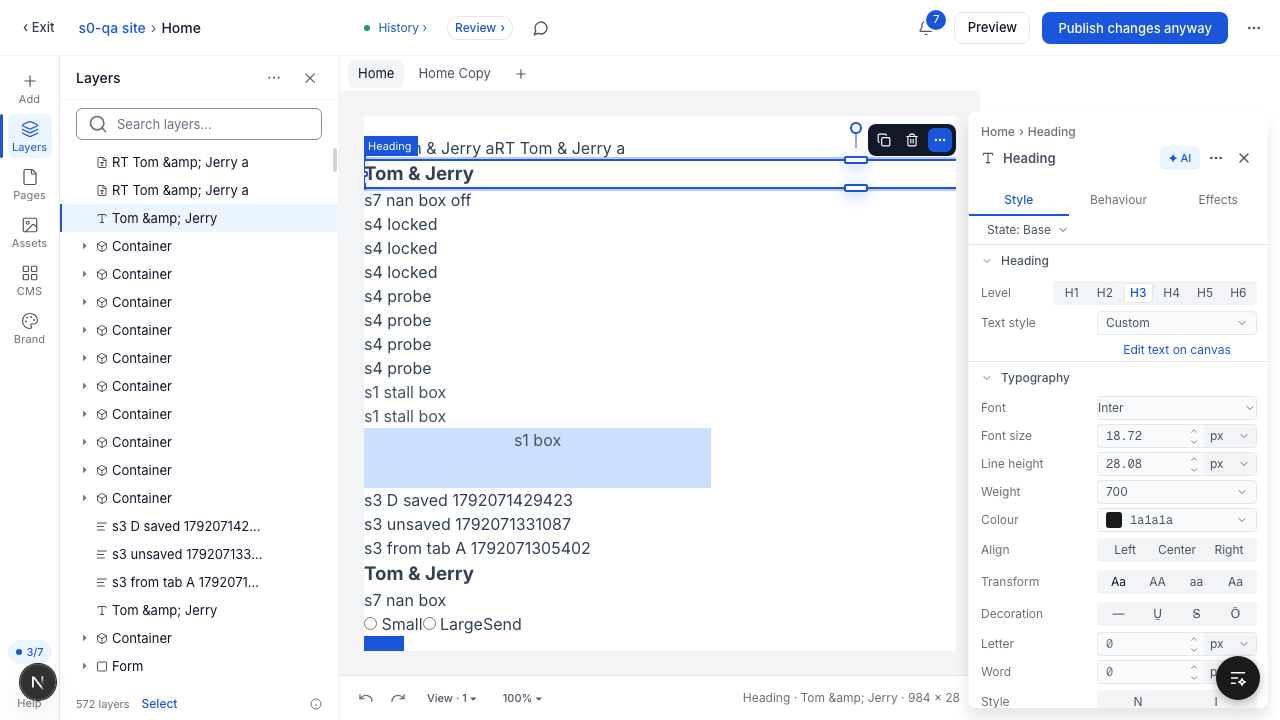 ‹ Exit
s0-qa site › Home
History ›
Review ›
7
Preview
Publish changes anyway
Add
Layers
Pages
Assets
CMS
Brand
3/7
N
Help
Layers
Search layers...
RT Tom &amp; Jerry a
RT Tom &amp; Jerry a
Tom &amp; Jerry
Container
Container
Container
Container
Container
Container
Container
Container
Container
Container
s3 D saved 179207142...
s3 unsaved 179207133...
s3 from tab A 1792071...
Tom &amp; Jerry
Container
Form
572 layers
Select
Home
Home Copy
Heading
& Jerry aRT Tom & Jerry a
Tom & Jerry
s7 nan box off
s4 locked
s4 locked
s4 locked
s4 probe
s4 probe
s4 probe
s4 probe
s1 stall box
s1 stall box
s1 box
s3 D saved 1792071429423
s3 unsaved 1792071331087
s3 from tab A 1792071305402
Tom & Jerry
s7 nan box
Small
LargeSend
View · 1
100%
Heading · Tom &amp; Jerry · 984 × 28
Home › Heading
Heading
AI
Style
Behaviour
Effects
State: Base
Heading
Level
H1
H2
H3
H4
H5
H6
Text style
Custom
Edit text on canvas
Typography
Font
Inter
Font size
18.72
px
Line height
28.08
px
Weight
700
Colour
1a1a1a
Align
Left
Center
Right
Transform
Aa
AA
aa
Aa
Decoration
—
U
S
O
Letter
0
px
Word
0
Style
N
I